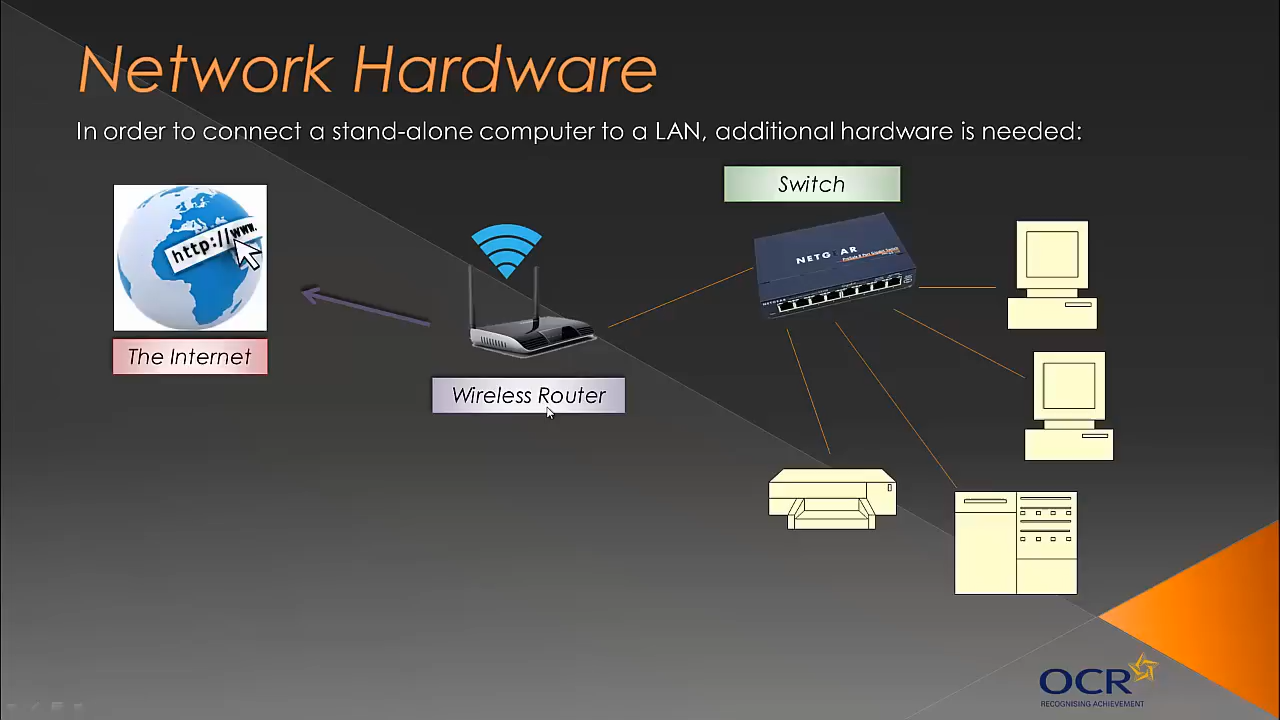 Network Hardware
In order to connect a stand-alone computer to a LAN, additional hardware is needed:
Switch
http://www.
NETGEAR
The Internet
Wireless Router
OCR
RECOGNISING ACHIEVEMENT